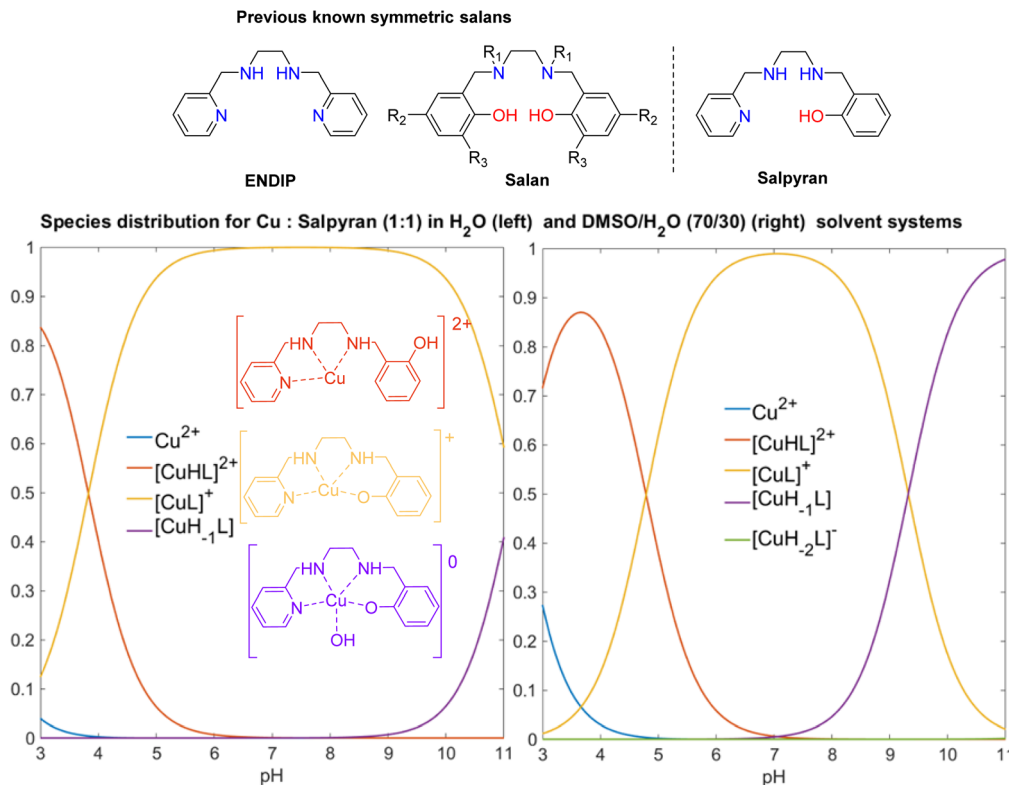 Previous known symmetric salans
R₁ R₁
NH HN N N NH HN
N N R₂ OH HO R₂ N HO
R₃ R₃
ENDIP Salan Salpyran
Species distribution for Cu : Salpyran (1:1) in H₂O (left) and DMSO/H₂O (70/30) (right) solvent systems
1
0.9
0.8
0.7
0.6
0.5
0.4
0.3
0.2
0.1
0
3 4 5 6 7 8 9 10 11
pH
Cu²⁺
[CuHL]²⁺
[CuL]⁺
[CuH₋₁L]
2+
HN NH OH
N Cu
+
HN NH
N Cu O
0
HN NH
N Cu O
OH
1
0.9
0.8
0.7
0.6
0.5
0.4
0.3
0.2
0.1
0
3 4 5 6 7 8 9 10 11
pH
Cu²⁺
[CuHL]²⁺
[CuL]⁺
[CuH₋₁L]
[CuH₋₂L]⁻